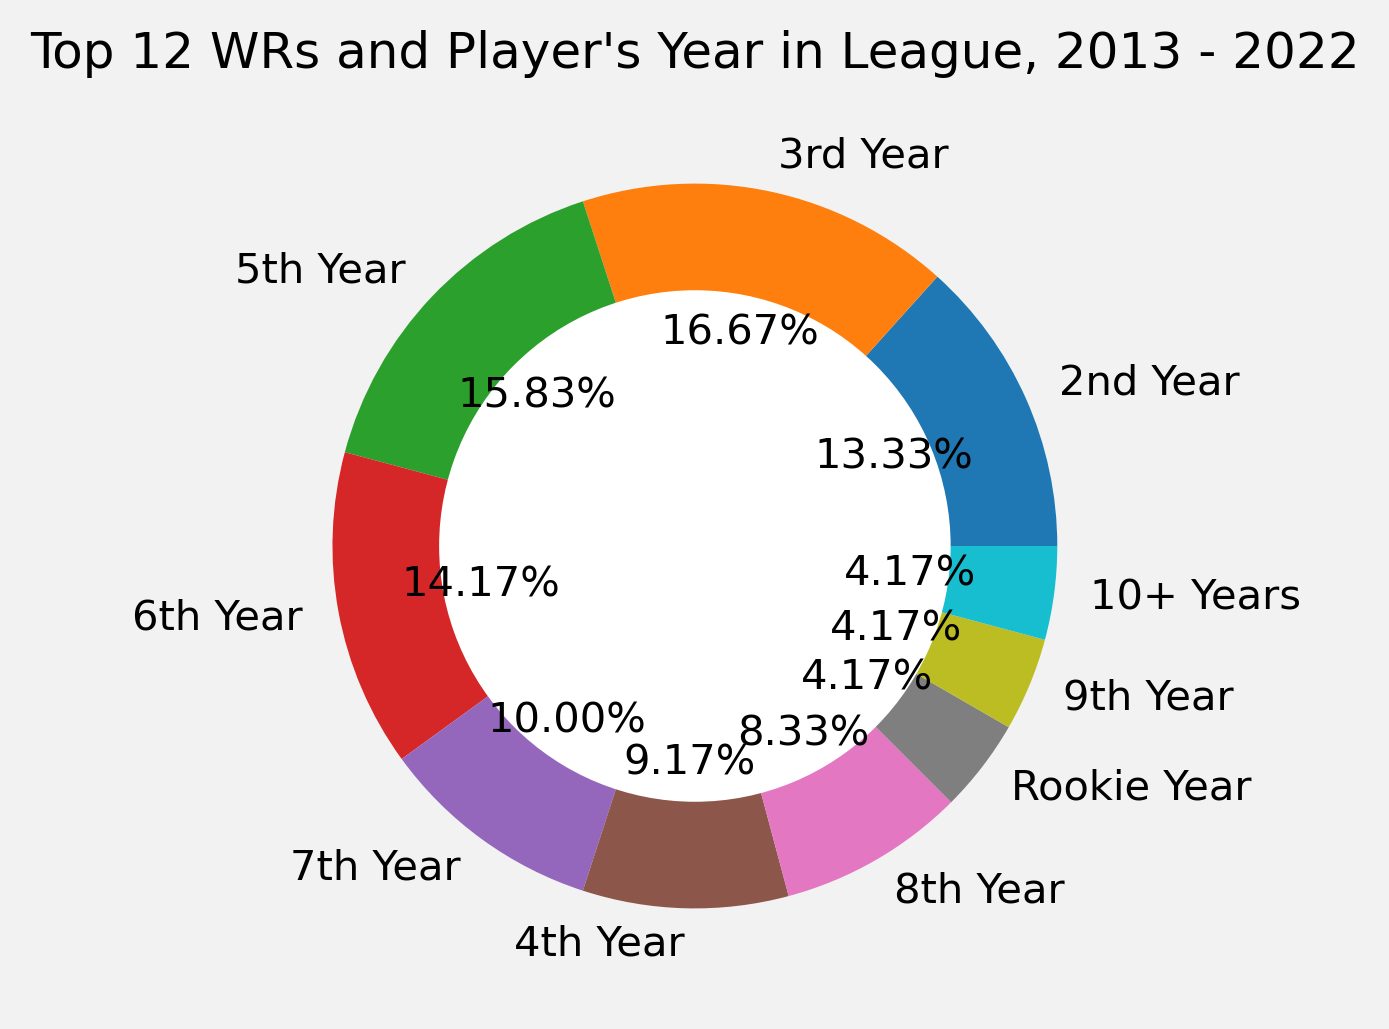 Top 12 WRs and Player's Year in League, 2013 - 2022
3rd Year
5th Year
16.67%
2nd Year
15.83%
13.33%
4.17%
14.17%
10+ Years
6th Year
4.17%
4.17%
9th Year
10.00%
8.33%
9.17%
Rookie Year
7th Year
8th Year
4th Year